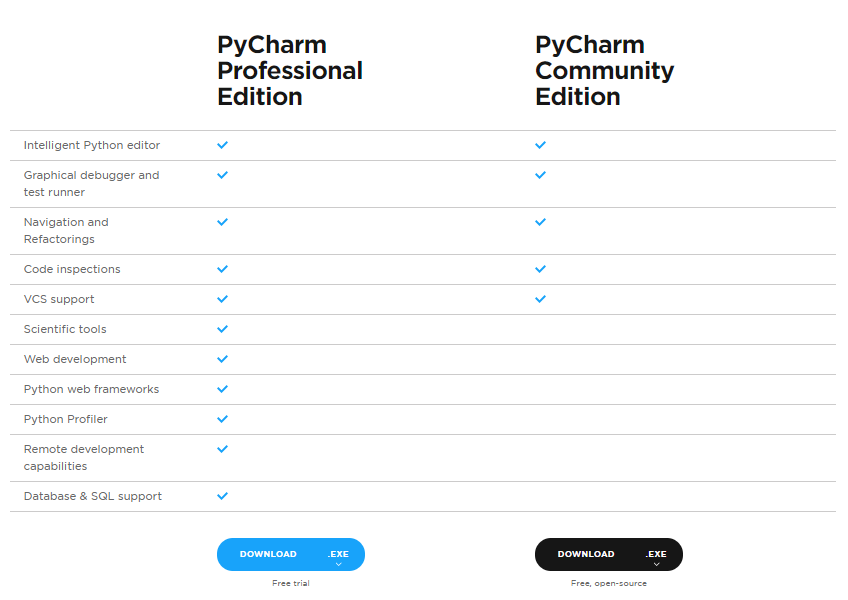 PyCharm
Professional
Edition
PyCharm
Community
Edition
Intelligent Python editor
Graphical debugger and
test runner
Navigation and
Refactorings
Code inspections
VCS support
Scientific tools
Web development
Python web frameworks
Python Profiler
Remote development
capabilities
Database & SQL support
DOWNLOAD .EXE
Free trial
DOWNLOAD .EXE
Free, open-source